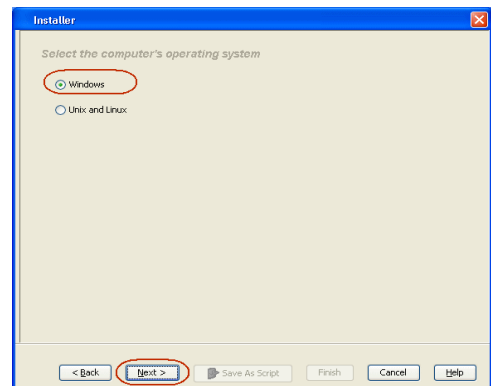 Installer
Select the computer's operating system
Windows
Unix and Linux
< Back Next > Save As Script Finish Cancel Help